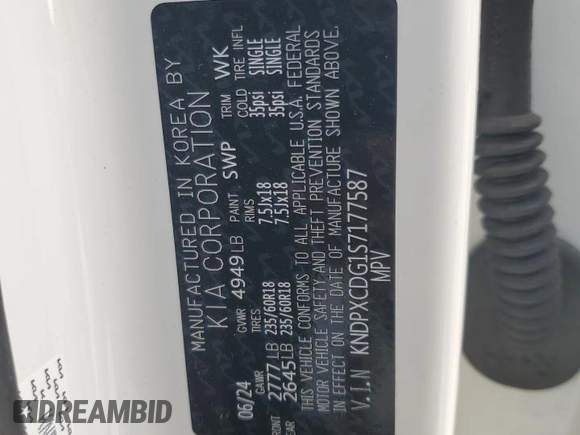 MANUFACTURED IN KOREA BY
KIA CORPORATION
06/24 GVWR 4949LB PAINT SWP TRIM WK
GAWR TIRES RIMS COLD TIRE INFL
FRONT 2777LB 235/60R18 7.5Jx18 35psi SINGLE
2645LB 235/60R18 7.5Jx18 35psi SINGLE
THIS VEHICLE CONFORMS TO ALL APPLICABLE U.S.A. FEDERAL
MOTOR VEHICLE SAFETY AND THEFT PREVENTION STANDARDS
IN EFFECT ON THE DATE OF MANUFACTURE SHOWN ABOVE.
V.I.N KNDPXCDG1S7177587
MPV
DREAMBID